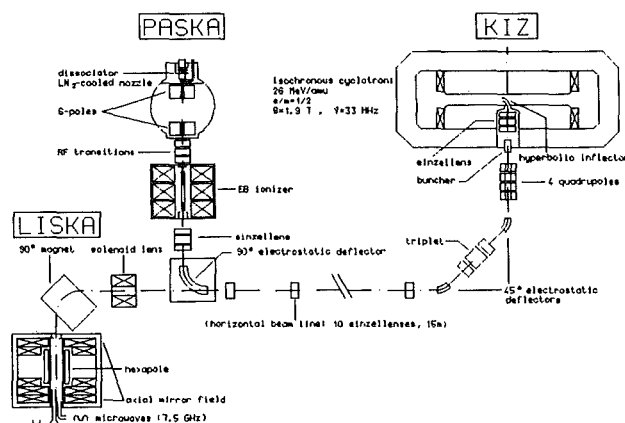 PASKA
KIZ
dissociator
LN2-cooled nozzle
6-poles
RF transitions
EB ionizer
einzellens
90° electrostatic deflector
Isochronous cyclotron:
26 MeV/amu
e/m=1/2
B=1.9 T , ν=33 MHz
einzellens
buncher
hyperbolic inflector
4 quadrupoles
triplet
45° electrostatic
deflectors
(horizontal beam line: 10 einzellenses, 15m)
LISKA
90° magnet
solenoid lens
hexapole
axial mirror field
microwaves (7.5 GHz)